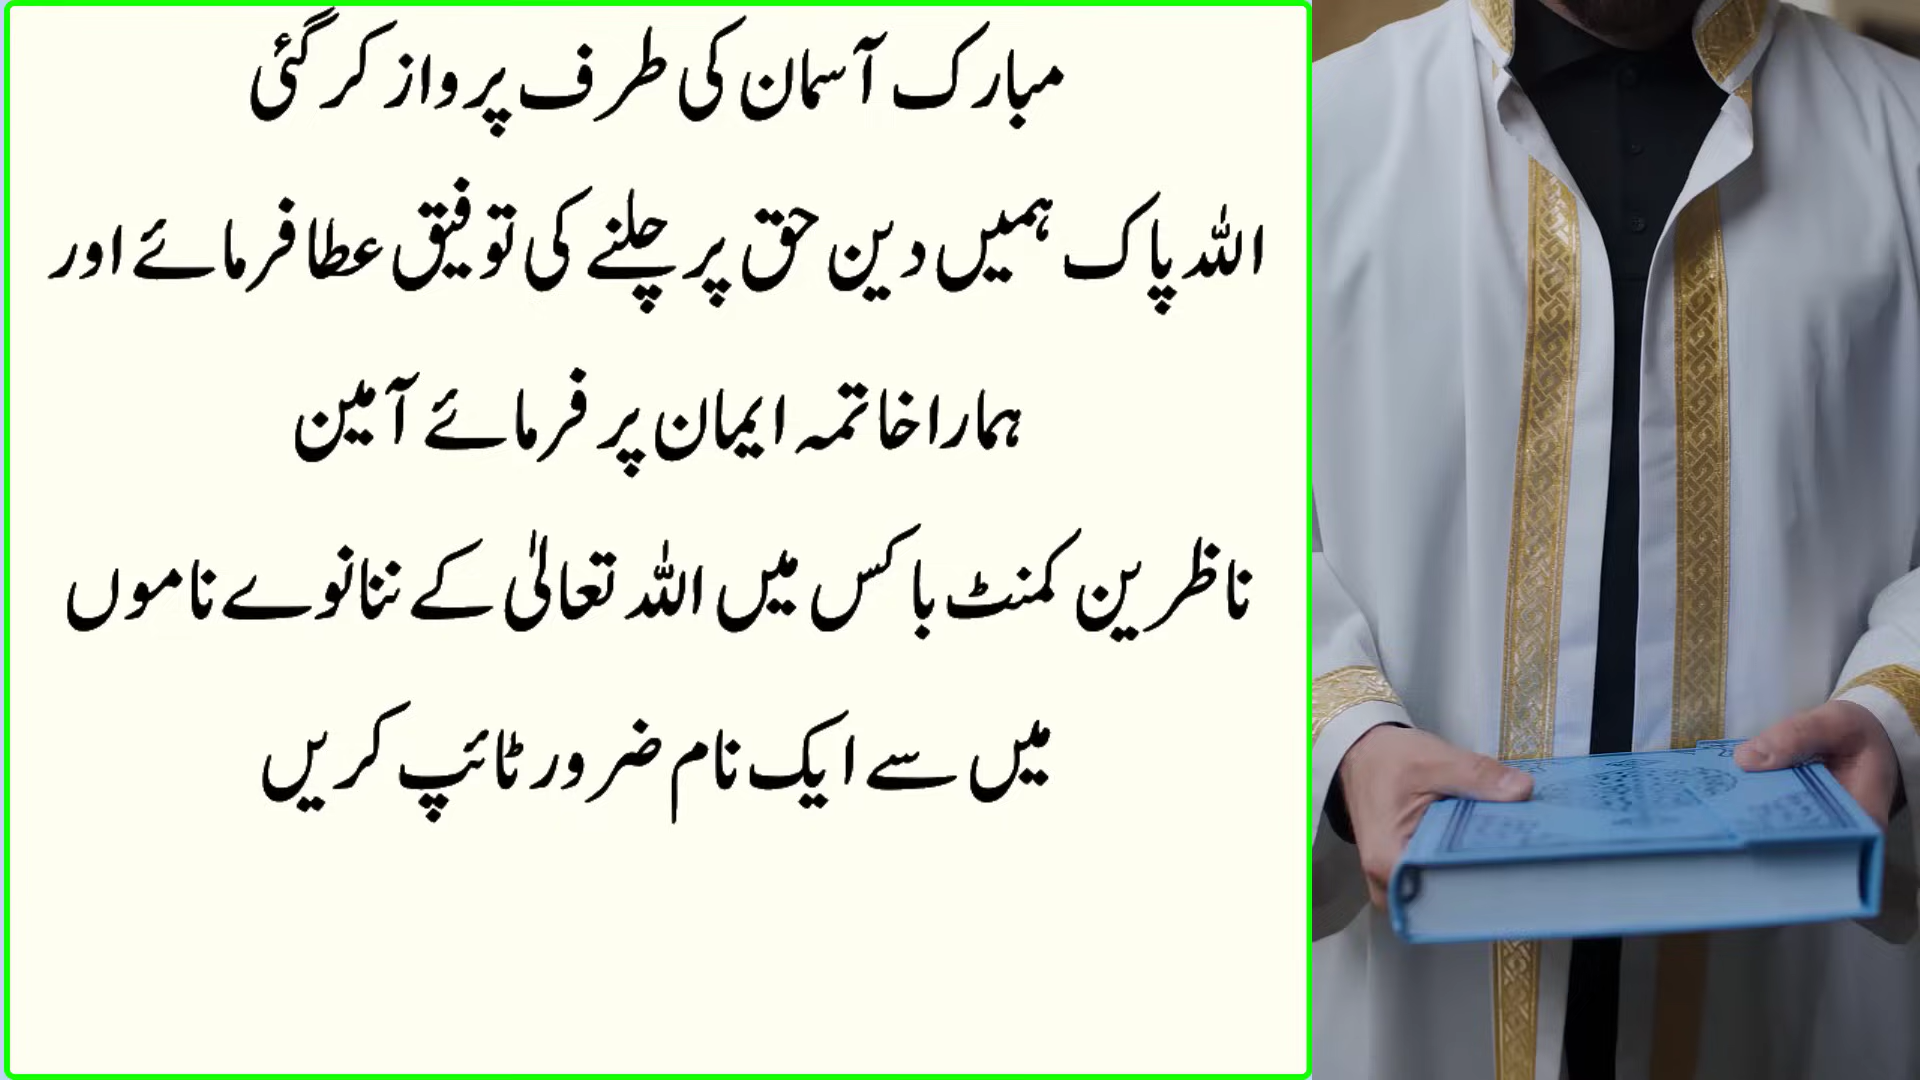 مبارک آسمان کی طرف پرواز کر گئی
اللہ پاک ہمیں دین حق پر چلنے کی توفیق عطا فرمائے اور
ہمارا خاتمہ ایمان پر فرمائے آمین
ناظرین کمنٹ باکس میں اللہ تعالیٰ کے ننانوے ناموں
میں سے ایک نام ضرور ٹائپ کریں